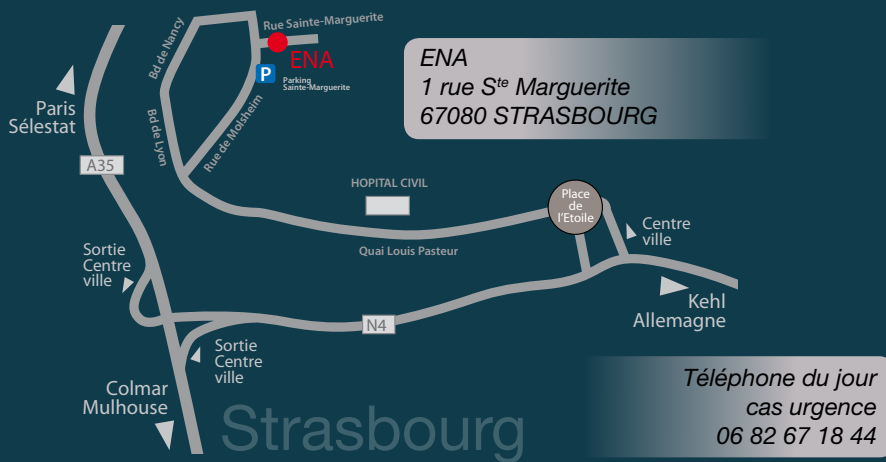 Rue Sainte-Marguerite
Bd de Nancy
ENA
P
Parking
Sainte-Marguerite
ENA
1 rue Ste Marguerite
67080 STRASBOURG
Paris
Sélestat
Bd de Lyon
Rue de Molsheim
A35
HOPITAL CIVIL
Place
de
l'Etoile
Centre
ville
Quai Louis Pasteur
Sortie
Centre
ville
Kehl
Allemagne
N4
Sortie
Centre
ville
Colmar
Mulhouse
Strasbourg
Téléphone du jour
cas urgence
06 82 67 18 44